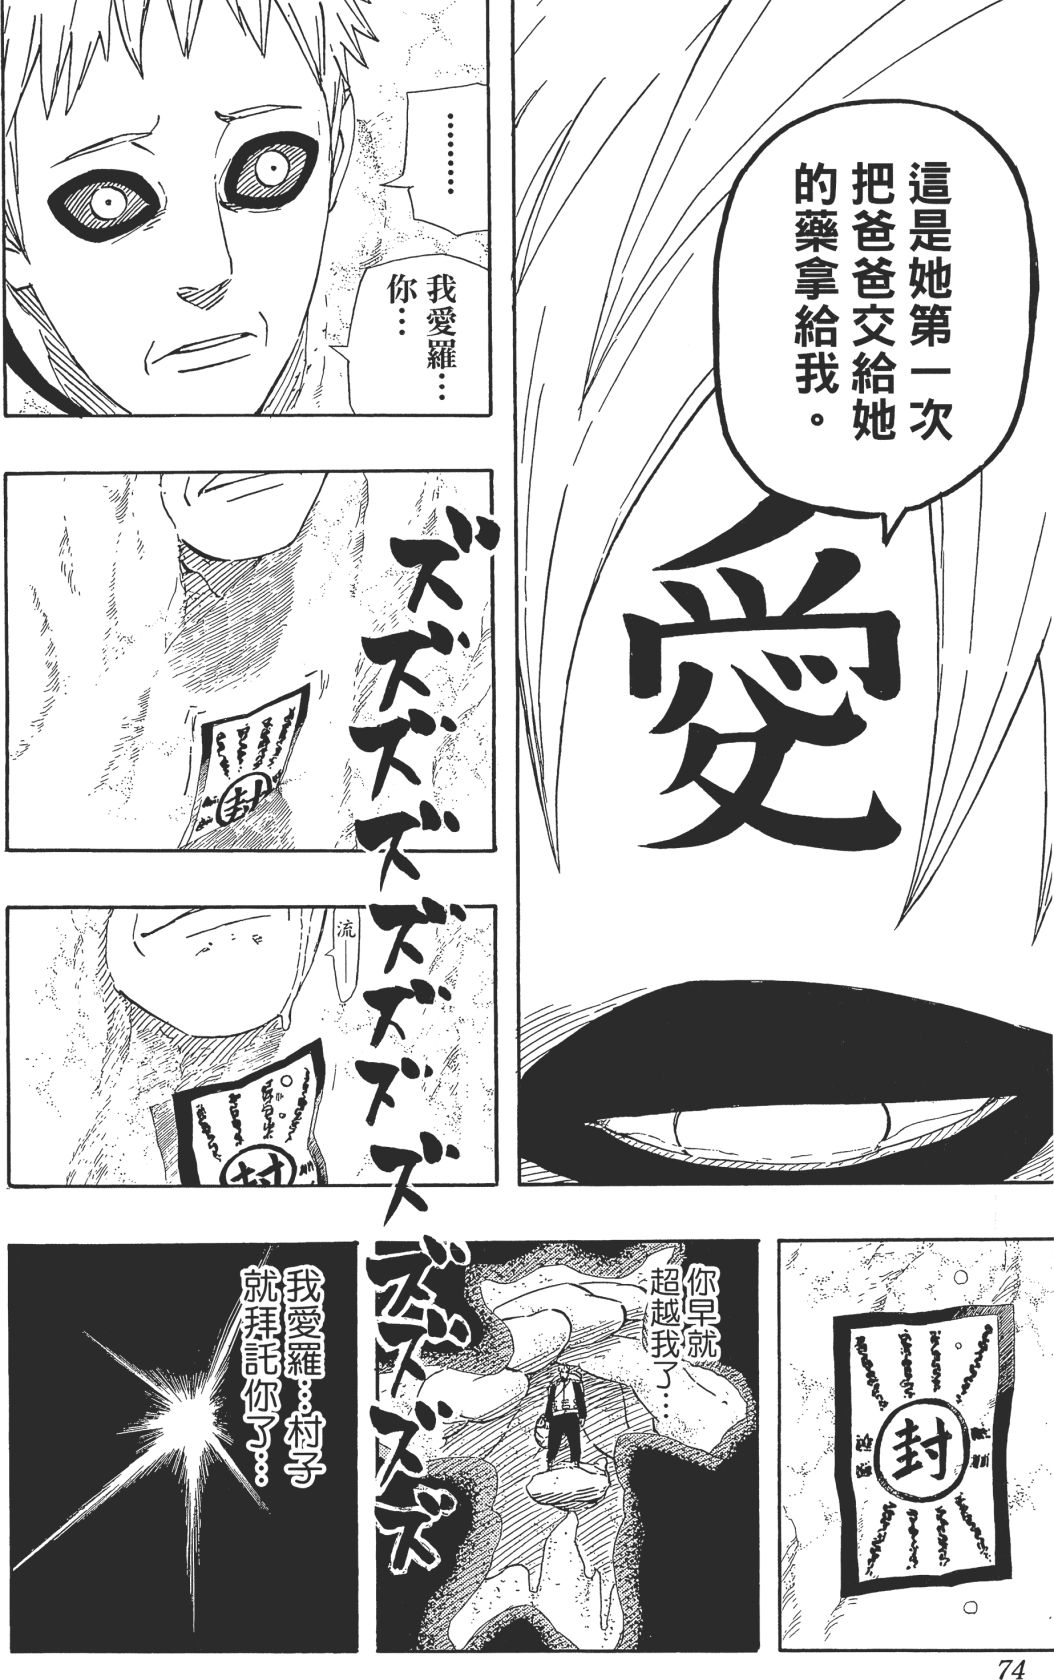 這是她第一次
把爸爸交給她
的藥拿給我。
愛
………
我愛羅…
你…
ズズズズズズズズズズズズ
封
流—
封
封
你早就
超越我了…
我愛羅…村子
就拜託你了…
74